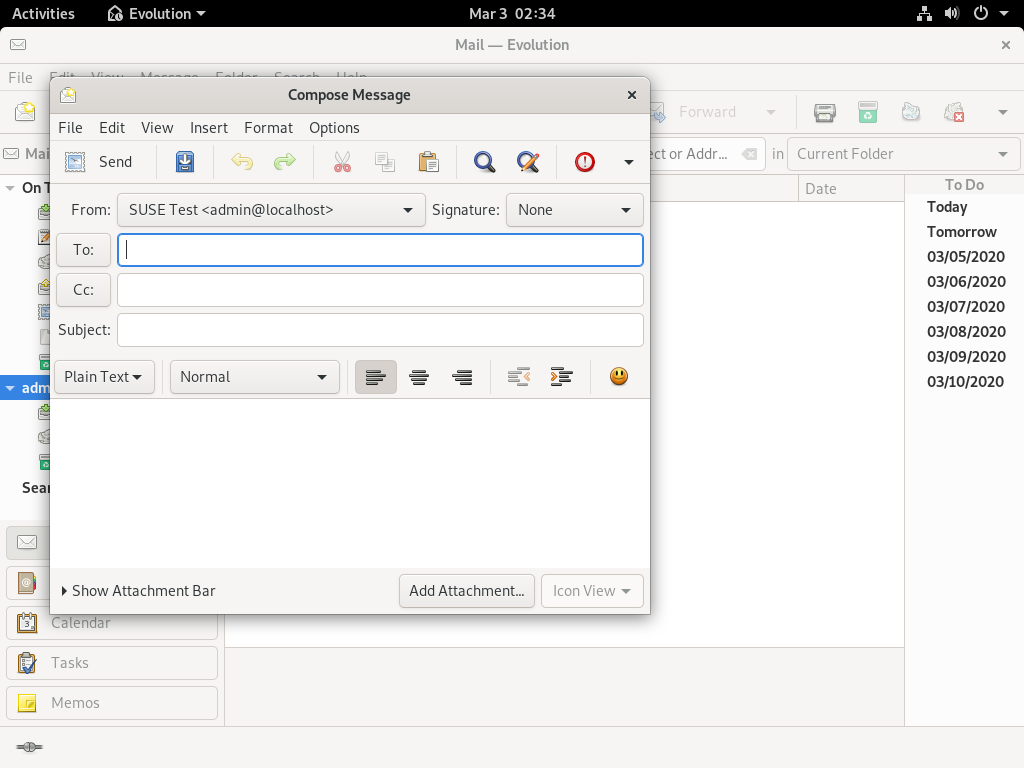 Activities Evolution Mar 3 02:34
Mail — Evolution
File Edit View Message Folder Search Help
Compose Message
File Edit View Insert Format Options
Send
Forward
in Current Folder
From: SUSE Test <admin@localhost> Signature: None
To:
Cc:
Subject:
Plain Text Normal
Date
To Do
Today
Tomorrow
03/05/2020
03/06/2020
03/07/2020
03/08/2020
03/09/2020
03/10/2020
On T
adm
Sear
Show Attachment Bar Add Attachment... Icon View
Calendar
Tasks
Memos